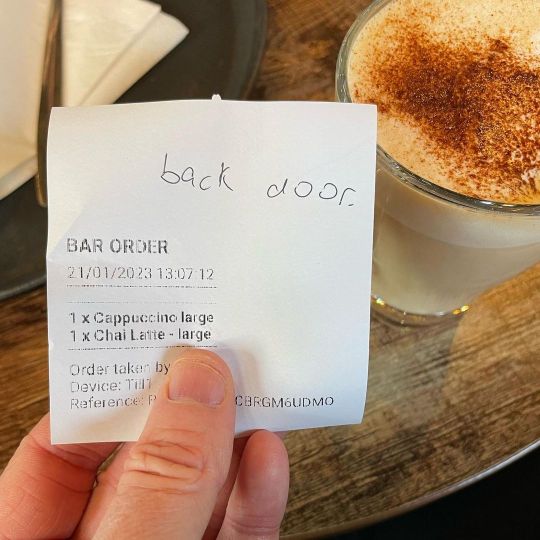 back door.
BAR ORDER
21/01/2023 13:07:12
1 x Cappuccino large
1 x Chai Latte - large
Order taken by
Device: Till
Reference: CBRGM6UDMO